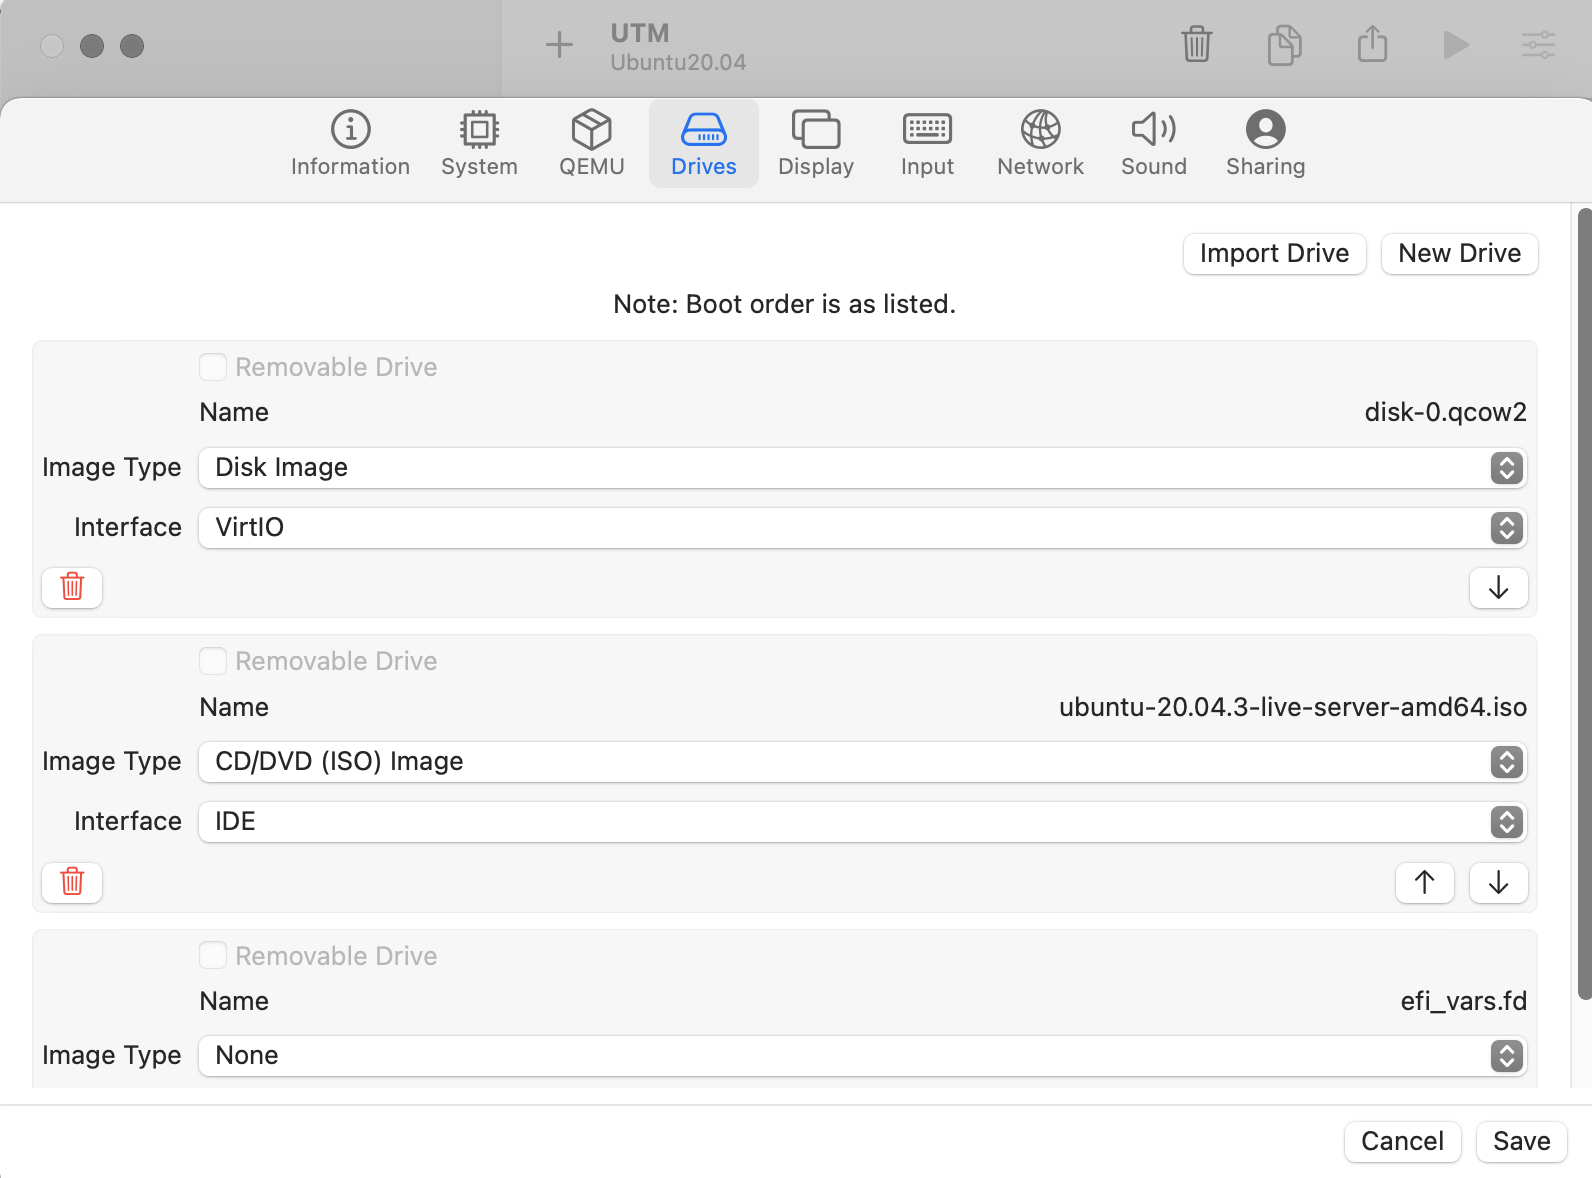 UTM
Ubuntu20.04
Information System QEMU Drives Display Input Network Sound Sharing
Import Drive New Drive
Note: Boot order is as listed.
Removable Drive
Name disk-0.qcow2
Image Type Disk Image
Interface VirtIO
Removable Drive
Name ubuntu-20.04.3-live-server-amd64.iso
Image Type CD/DVD (ISO) Image
Interface IDE
Removable Drive
Name efi_vars.fd
Image Type None
Cancel Save